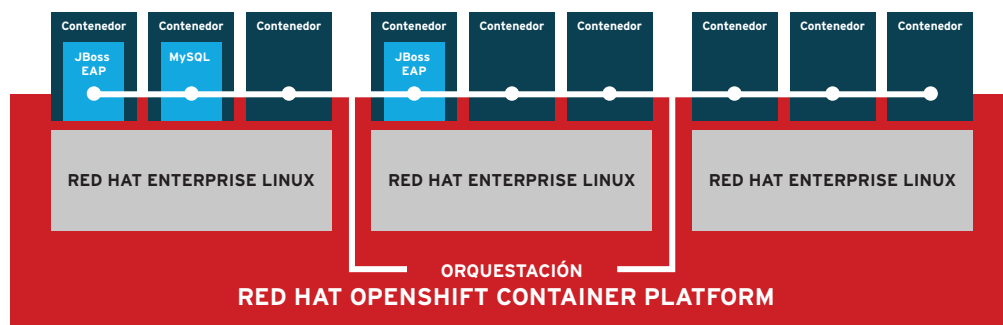 Contenedor
Contenedor
Contenedor
Contenedor
Contenedor
Contenedor
Contenedor
Contenedor
Contenedor
JBoss
EAP
MySQL
JBoss
EAP
RED HAT ENTERPRISE LINUX
RED HAT ENTERPRISE LINUX
RED HAT ENTERPRISE LINUX
ORQUESTACIÓN
RED HAT OPENSHIFT CONTAINER PLATFORM